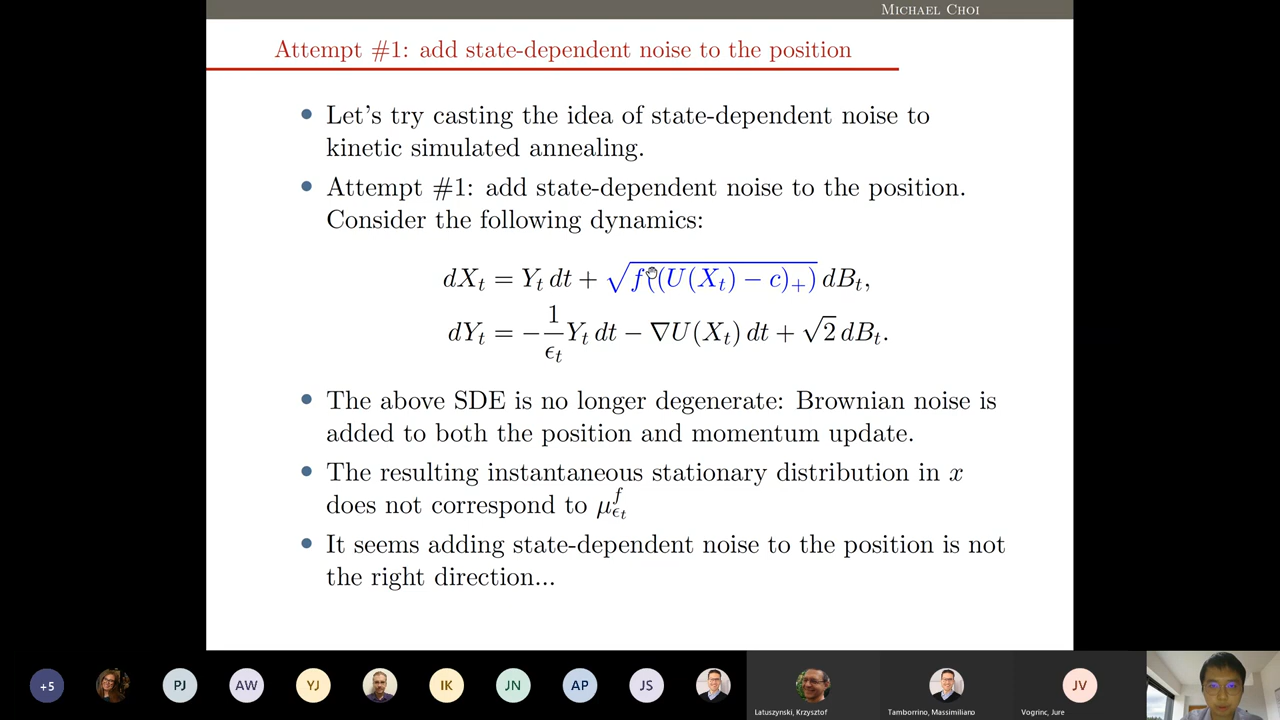 MICHAEL CHOI
Attempt #1: add state-dependent noise to the position
• Let's try casting the idea of state-dependent noise to
kinetic simulated annealing.
• Attempt #1: add state-dependent noise to the position.
Consider the following dynamics:
dX_t = Y_t dt + √f((U(X_t) − c)_+) dB_t,
dY_t = −1/ϵ_t Y_t dt − ∇U(X_t) dt + √2 dB_t.
• The above SDE is no longer degenerate: Brownian noise is
added to both the position and momentum update.
• The resulting instantaneous stationary distribution in x
does not correspond to μ^f_{ϵ_t}
• It seems adding state-dependent noise to the position is not
the right direction...
+5
PJ
AW
YJ
IK
JN
AP
JS
JV
Latuszynski, Krzysztof
Tamborrino, Massimiliano
Vogrinc, Jure